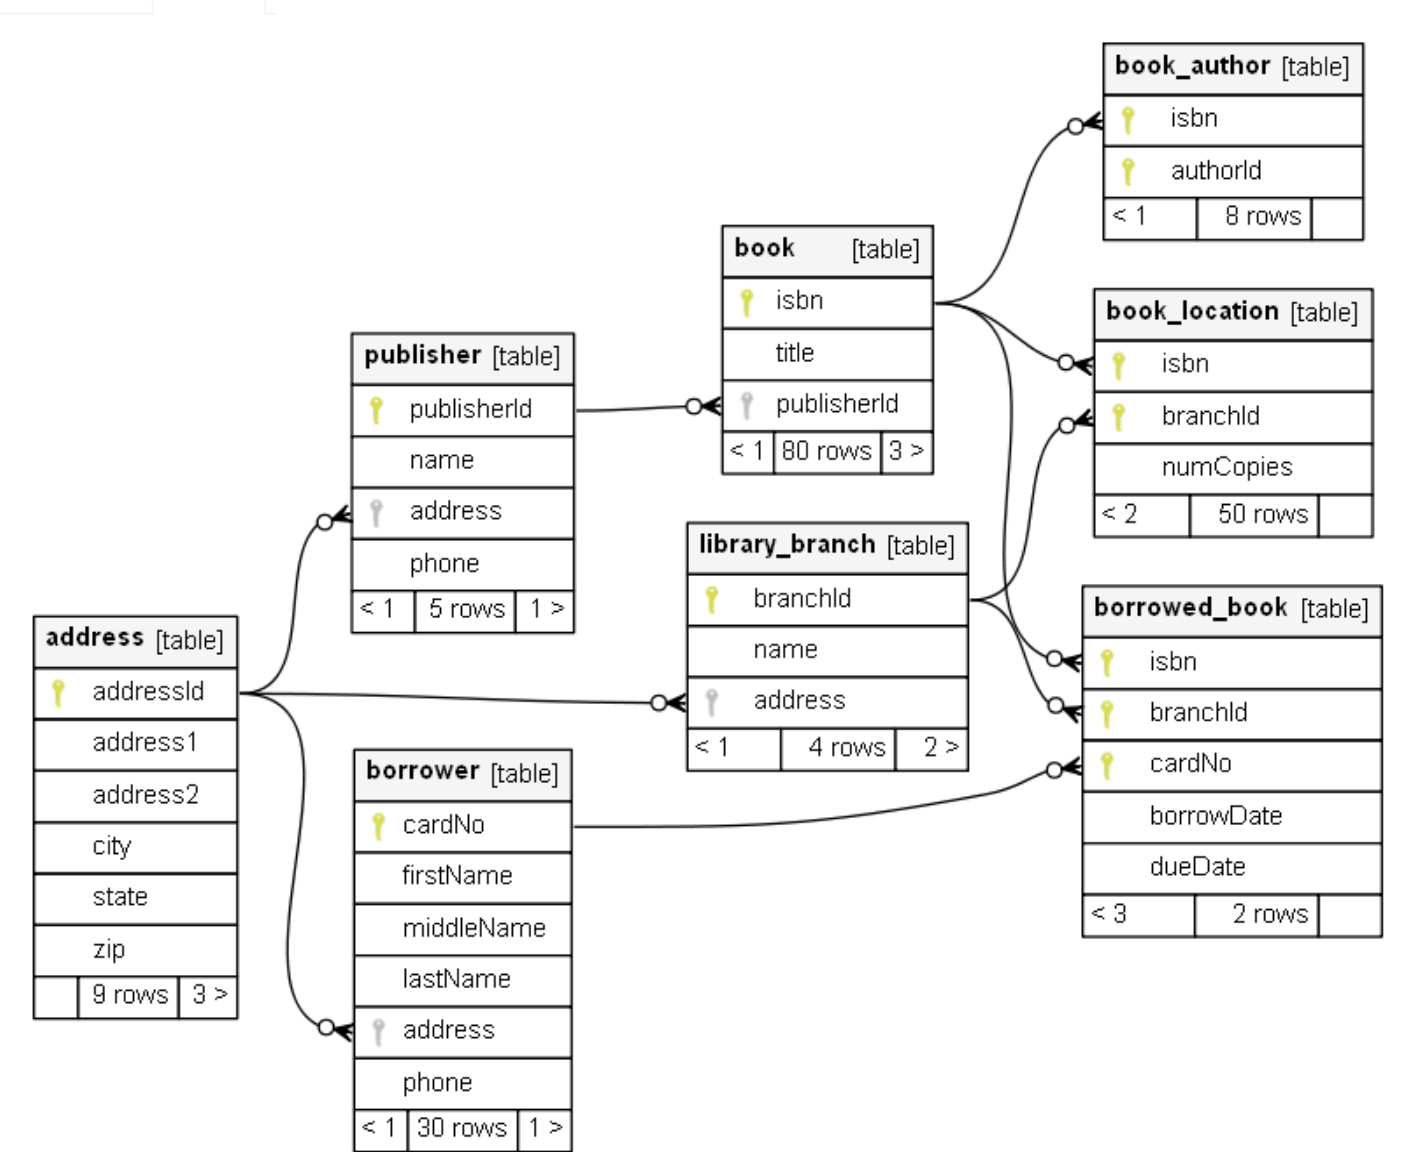 book_author [table]
isbn
authorId
< 1 8 rows
book [table]
isbn
title
publisherId
< 1 80 rows 3 >
book_location [table]
isbn
branchId
numCopies
< 2 50 rows
publisher [table]
publisherId
name
address
phone
< 1 5 rows 1 >
library_branch [table]
branchId
name
address
< 1 4 rows 2 >
borrowed_book [table]
isbn
branchId
cardNo
borrowDate
dueDate
< 3 2 rows
address [table]
addressId
address1
address2
city
state
zip
9 rows 3 >
borrower [table]
cardNo
firstName
middleName
lastName
address
phone
< 1 30 rows 1 >